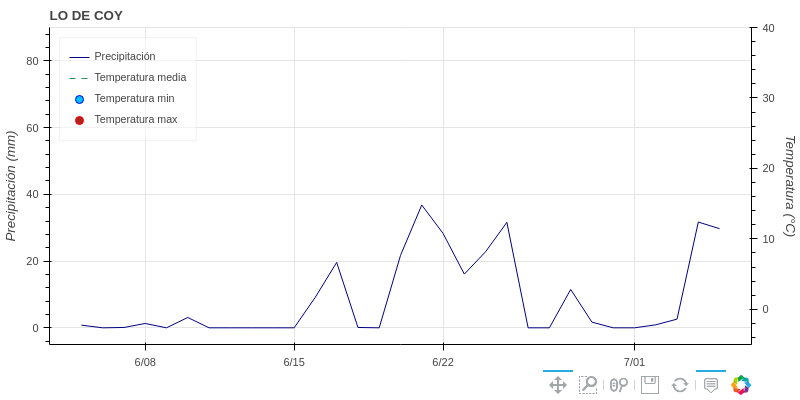 LO DE COY
Precipitación
Temperatura media
Temperatura min
Temperatura max
Precipitación (mm)
80
60
40
20
0
40
30
20
10
0
Temperatura (°C)
6/08
6/15
6/22
7/01